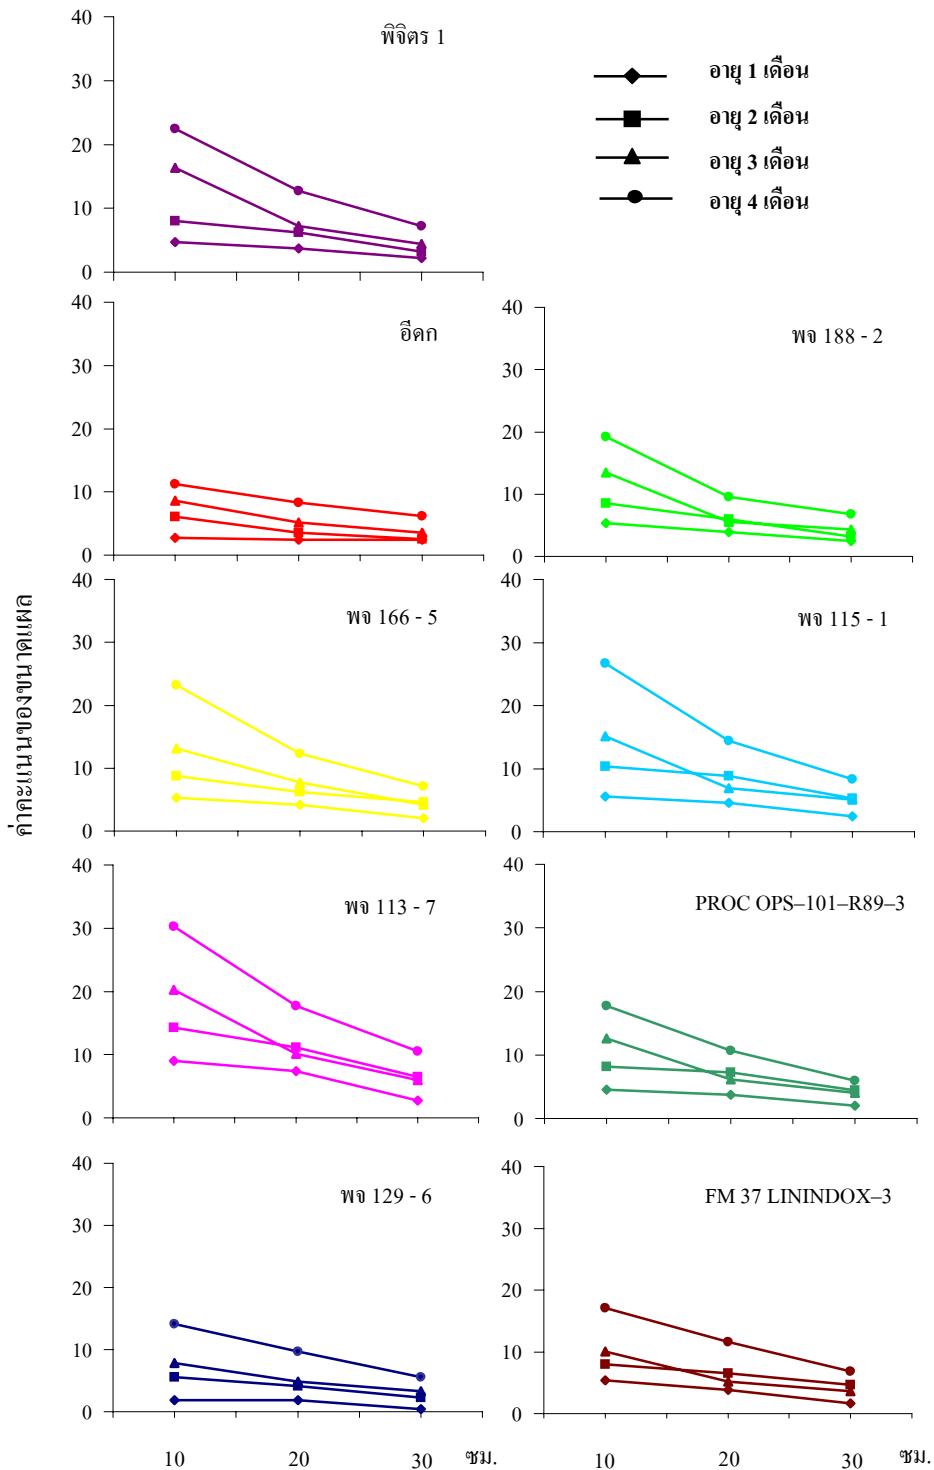 พิจิตร 1
40
30
20
10
0
อายุ 1 เดือน
อายุ 2 เดือน
อายุ 3 เดือน
อายุ 4 เดือน
อีดก
40
30
20
10
0
พจ 188 - 2
40
30
20
10
0
ค่าคะแนนของขนาดแผล
พจ 166 - 5
40
30
20
10
0
พจ 115 - 1
40
30
20
10
0
พจ 113 - 7
40
30
20
10
0
PROC OPS–101–R89–3
40
30
20
10
0
พจ 129 - 6
40
30
20
10
0
10 20 30 ซม.
FM 37 LININDOX–3
40
30
20
10
0
10 20 30 ซม.